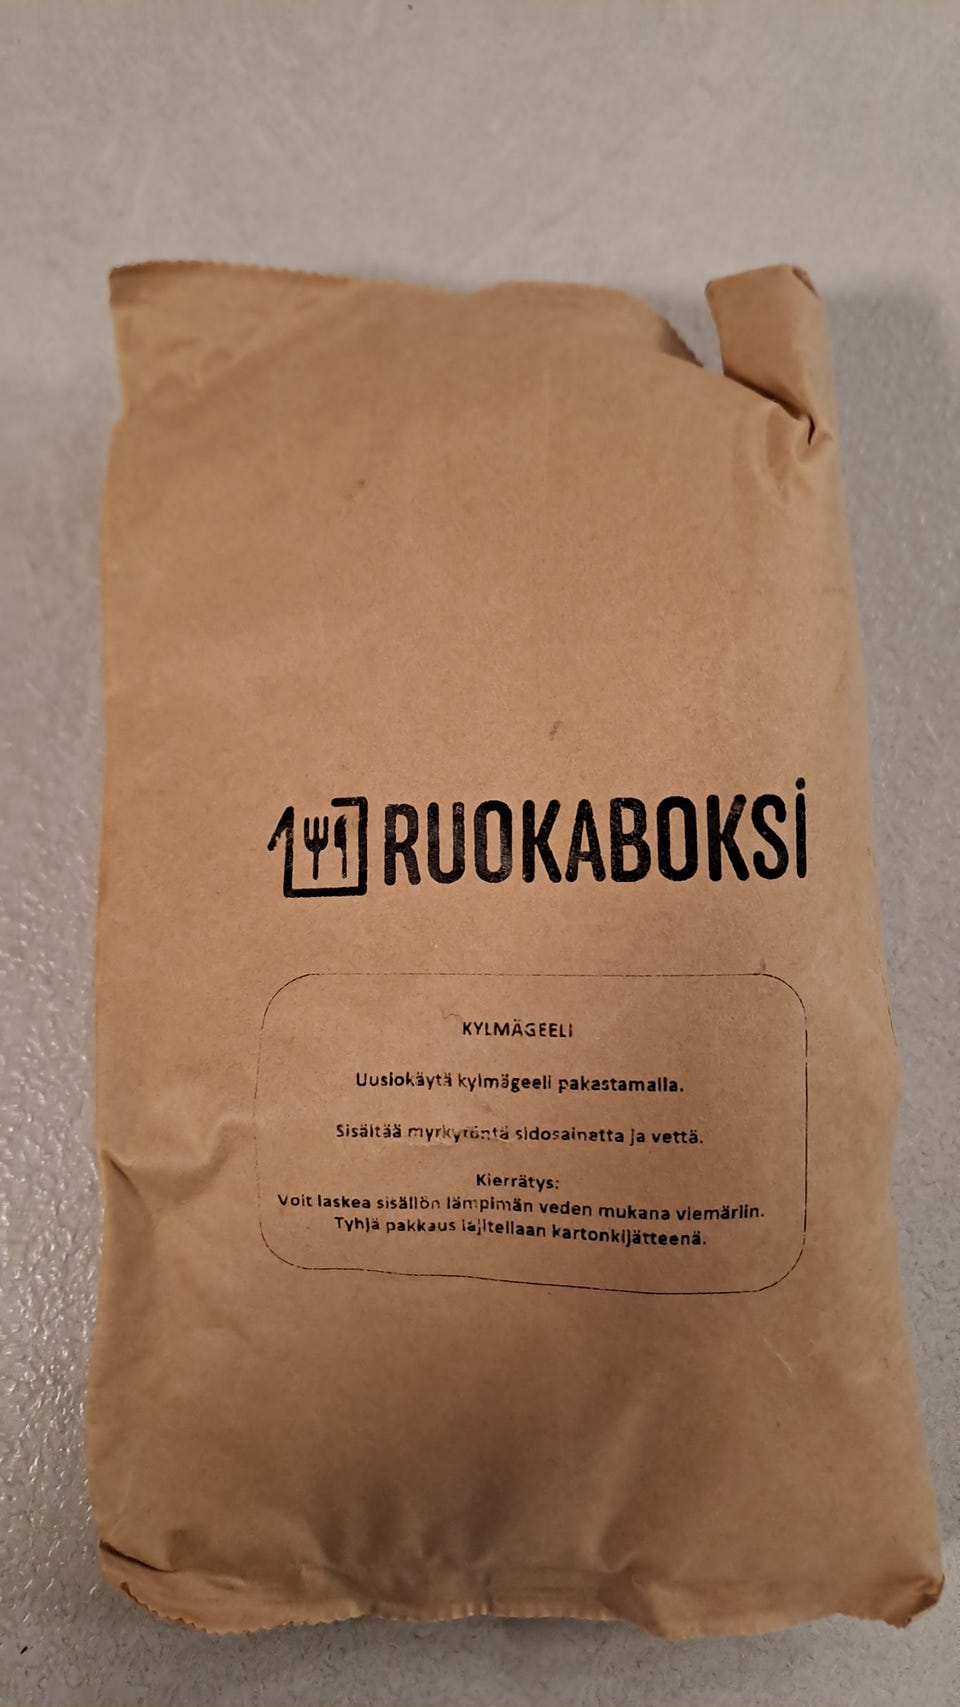 RUOKABOKSI
KYLMÄGEELI
Uusiokäytä kylmägeeli pakastamalla.
Sisältää myrkytöntä sidosainetta ja vettä.
Kierrätys:
Voit laskea sisällön lämpimän veden mukana viemäriin.
Tyhjä pakkaus lajitellaan kartonkijätteenä.